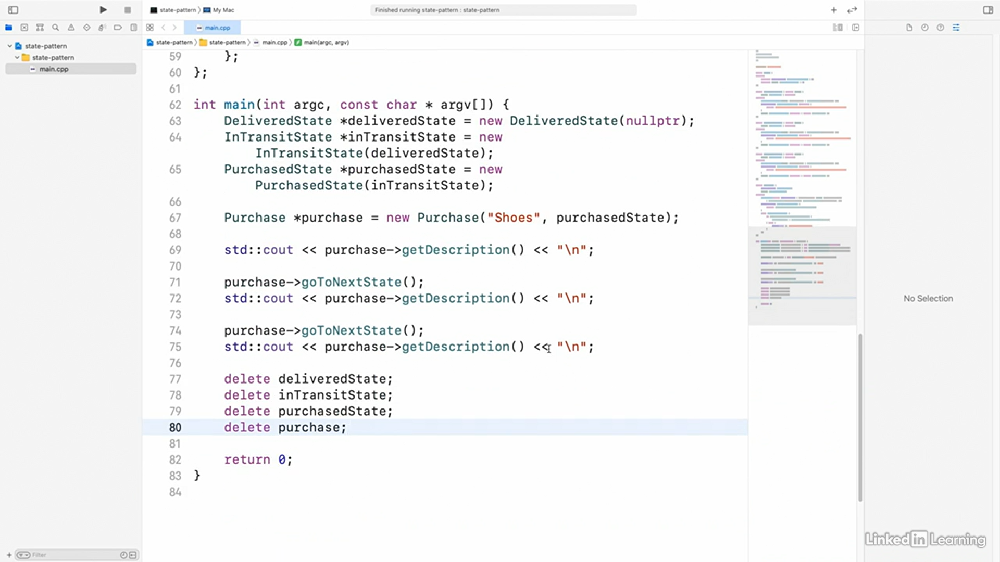 state-pattern
My Mac
Finished running state-pattern : state-pattern
main.cpp
state-pattern
state-pattern
main.cpp
main(argc, argv)
state-pattern
state-pattern
main.cpp
59 };
60 };
61
62 int main(int argc, const char * argv[]) {
63 DeliveredState *deliveredState = new DeliveredState(nullptr);
64 InTransitState *inTransitState = new
InTransitState(deliveredState);
65 PurchasedState *purchasedState = new
PurchasedState(inTransitState);
66
67 Purchase *purchase = new Purchase("Shoes", purchasedState);
68
69 std::cout << purchase->getDescription() << "\n";
70
71 purchase->goToNextState();
72 std::cout << purchase->getDescription() << "\n";
73
74 purchase->goToNextState();
75 std::cout << purchase->getDescription() << "\n";
76
77 delete deliveredState;
78 delete inTransitState;
79 delete purchasedState;
80 delete purchase;
81
82 return 0;
83 }
84
No Selection
Filter
Linked in Learning